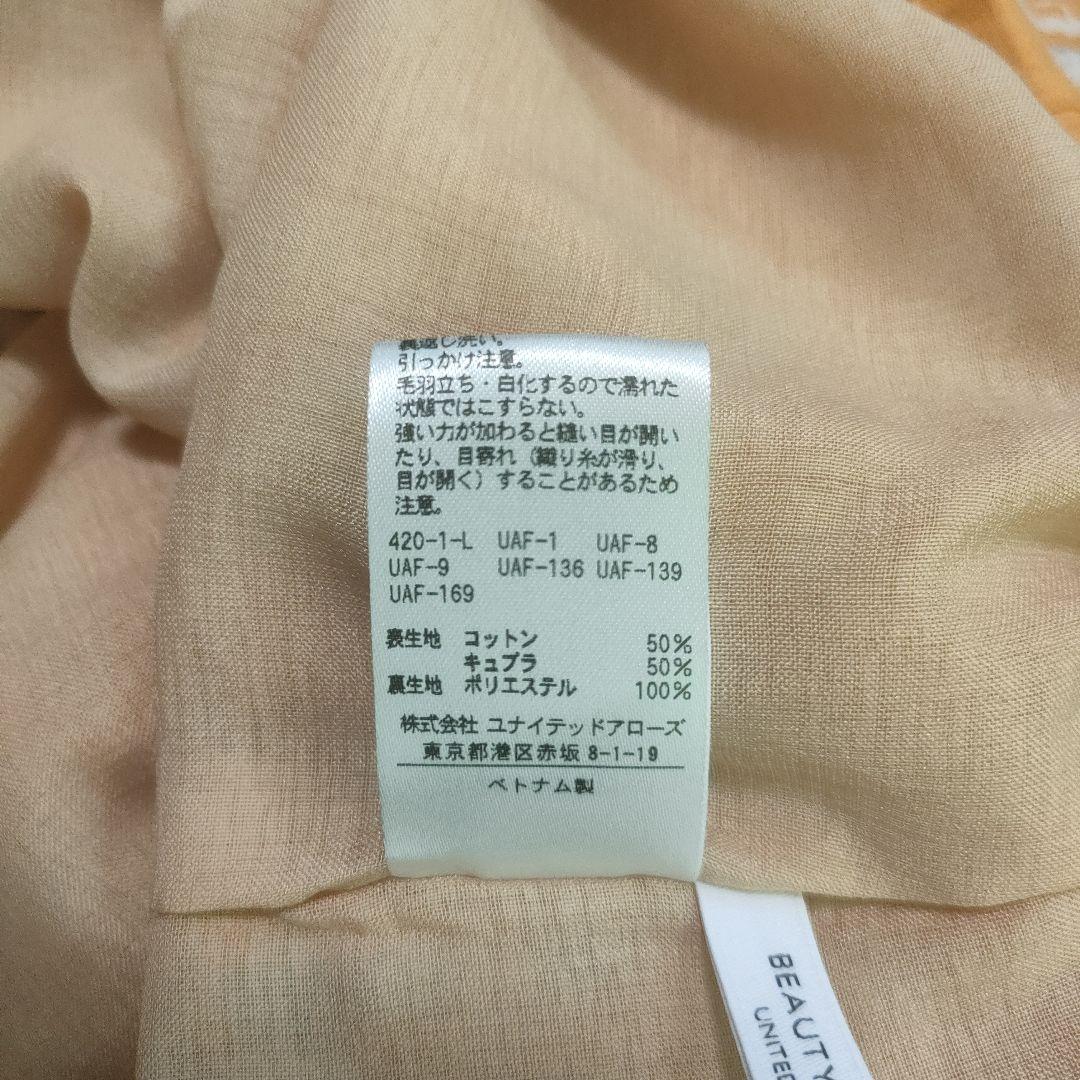 裏返し洗い。
引っかけ注意。
毛羽立ち・白化するので濡れた
状態ではこすらない。
強い力が加わると縫い目が開い
たり、目寄れ（織り糸が滑り、
目が開く）することがあるため
注意。
420-1-L UAF-1 UAF-8
UAF-9 UAF-136 UAF-139
UAF-169
表生地 コットン 50%
キュプラ 50%
裏生地 ポリエステル 100%
株式会社 ユナイテッドアローズ
東京都港区赤坂 8-1-19
ベトナム製
BEAUTY
UNITED